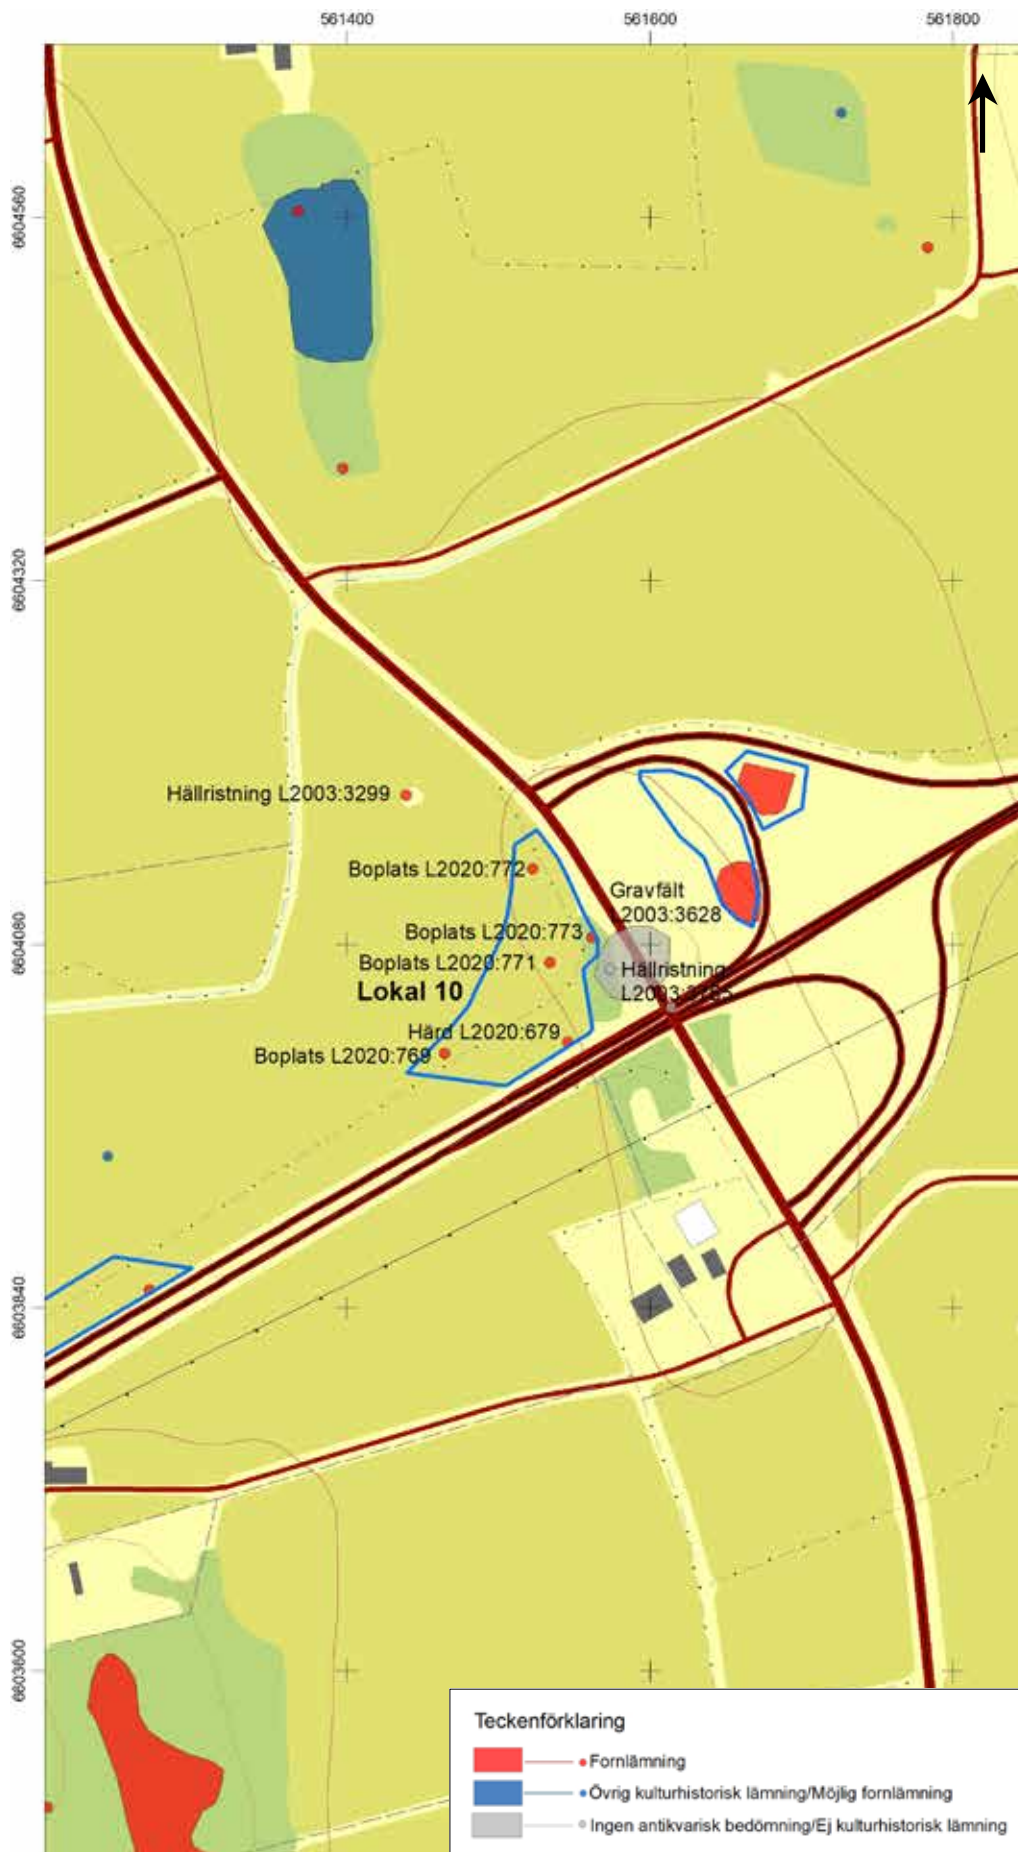 561400
561600
561800
6604560
6604320
Hällristning L2003:3299
Boplats L2020:772
Gravfält
L2003:3628
6604080
Boplats L2020:773
Boplats L2020:771
Hällristning
Lokal 10
Härd L2020:679
Boplats L2020:769
6603840
6603600
Teckenförklaring
Fornlämning
Övrig kulturhistorisk lämning/Möjlig fornlämning
Ingen antikvarisk bedömning/Ej kulturhistorisk lämning